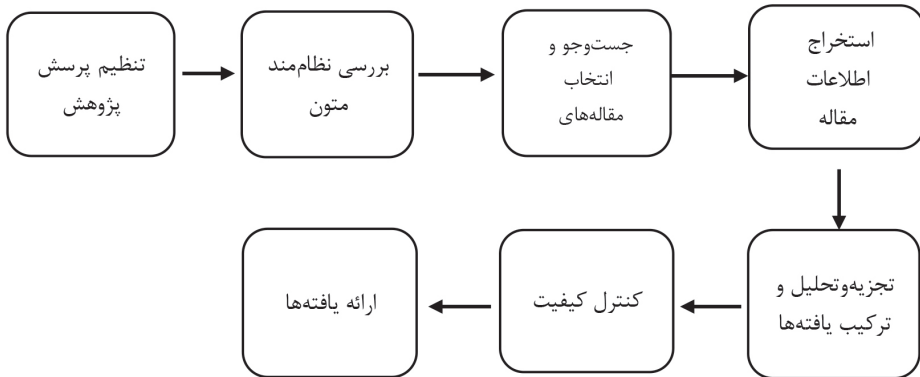 تنظیم پرسش
پژوهش
بررسی نظام‌مند
متون
جست‌وجو و
انتخاب
مقاله‌های
استخراج
اطلاعات
مقاله
تجزیه‌وتحلیل و
ترکیب یافته‌ها
کنترل کیفیت
ارائه یافته‌ها